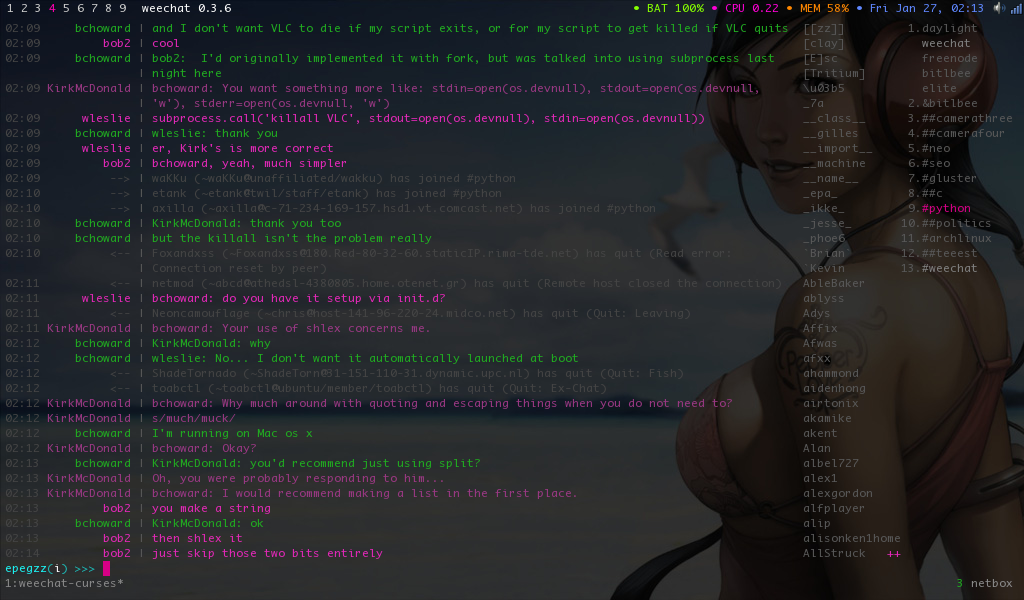 1 2 3 4 5 6 7 8 9 weechat 0.3.6 • BAT 100% • CPU 0.22 • MEM 58% • Fri Jan 27, 02:13
02:09 bchoward | and I don't want VLC to die if my script exits, or for my script to get killed if VLC quits [[zz]] 1.daylight
02:09 bob2 | cool [clay] weechat
02:09 bchoward | bob2: I'd originally implemented it with fork, but was talked into using subprocess last [E]sc freenode
| night here [Tritium] bitlbee
02:09 KirkMcDonald | bchoward: You want something more like: stdin=open(os.devnull), stdout=open(os.devnull, \u03b5 elite
| 'w'), stderr=open(os.devnull, 'w') _7a 2.&bitlbee
02:09 wleslie | subprocess.call('killall VLC', stdout=open(os.devnull), stdin=open(os.devnull)) __class__ 3.##camerathree
02:09 bchoward | wleslie: thank you __gilles 4.##camerafour
02:09 wleslie | er, Kirk's is more correct __import__ 5.#neo
02:09 bob2 | bchoward, yeah, much simpler __machine 6.#seo
02:09 --> | waKKu (~waKKu@unaffiliated/wakku) has joined #python __name__ 7.#gluster
02:10 --> | etank (~etank@twil/staff/etank) has joined #python _epa_ 8.##c
02:10 --> | axilla (~axilla@c-71-234-169-157.hsd1.vt.comcast.net) has joined #python _ikke_ 9.#python
02:10 bchoward | KirkMcDonald: thank you too _jesse_ 10.##politics
02:10 bchoward | but the killall isn't the problem really _phoe6 11.#archlinux
02:10 <-- | Foxandxss (~Foxandxss@180.Red-80-32-60.staticIP.rima-tde.net) has quit (Read error: `Brian 12.##teeest
| Connection reset by peer) `Kevin 13.#weechat
02:11 <-- | netmod (~abcd@athedsl-4380805.home.otenet.gr) has quit (Remote host closed the connection) AbleBaker
02:11 wleslie | bchoward: do you have it setup via init.d? ablyss
02:11 <-- | Neoncamouflage (~chris@host-141-96-220-24.midco.net) has quit (Quit: Leaving) Adys
02:11 KirkMcDonald | bchoward: Your use of shlex concerns me. Affix
02:12 bchoward | KirkMcDonald: why Afwas
02:12 bchoward | wleslie: No... I don't want it automatically launched at boot afxx
02:12 <-- | ShadeTornado (~ShadeTorn@31-151-110-31.dynamic.upc.nl) has quit (Quit: Fish) ahammond
02:12 <-- | toabctl (~toabctl@ubuntu/member/toabctl) has quit (Quit: Ex-Chat) aidenhong
02:12 KirkMcDonald | bchoward: Why much around with quoting and escaping things when you do not need to? airtonix
02:12 KirkMcDonald | s/much/muck/ akamike
02:12 bchoward | I'm running on Mac os x akent
02:12 KirkMcDonald | bchoward: Okay? Alan
02:13 bchoward | KirkMcDonald: you'd recommend just using split? albel727
02:13 KirkMcDonald | Oh, you were probably responding to him... alex1
02:13 KirkMcDonald | bchoward: I would recommend making a list in the first place. alexgordon
02:13 bob2 | you make a string alfplayer
02:13 bchoward | KirkMcDonald: ok alip
02:13 bob2 | then shlex it alisonken1home
02:14 bob2 | just skip those two bits entirely AllStruck ++
epegzz(i) >>>
1:weechat-curses* 3 netbox